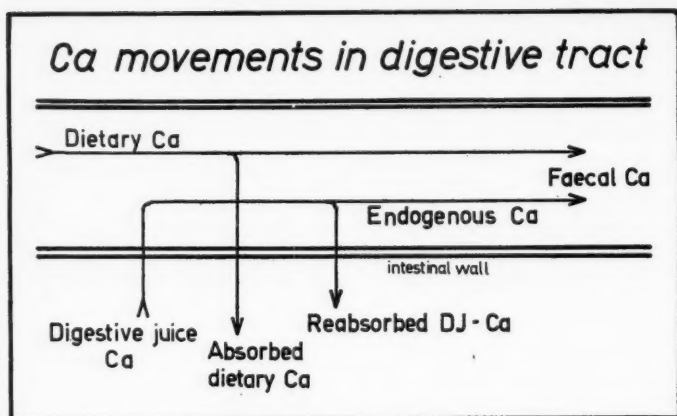 Ca movements in digestive tract
Dietary Ca
Faecal Ca
Endogenous Ca
intestinal wall
Digestive juice
Ca
Absorbed
dietary Ca
Reabsorbed DJ-Ca